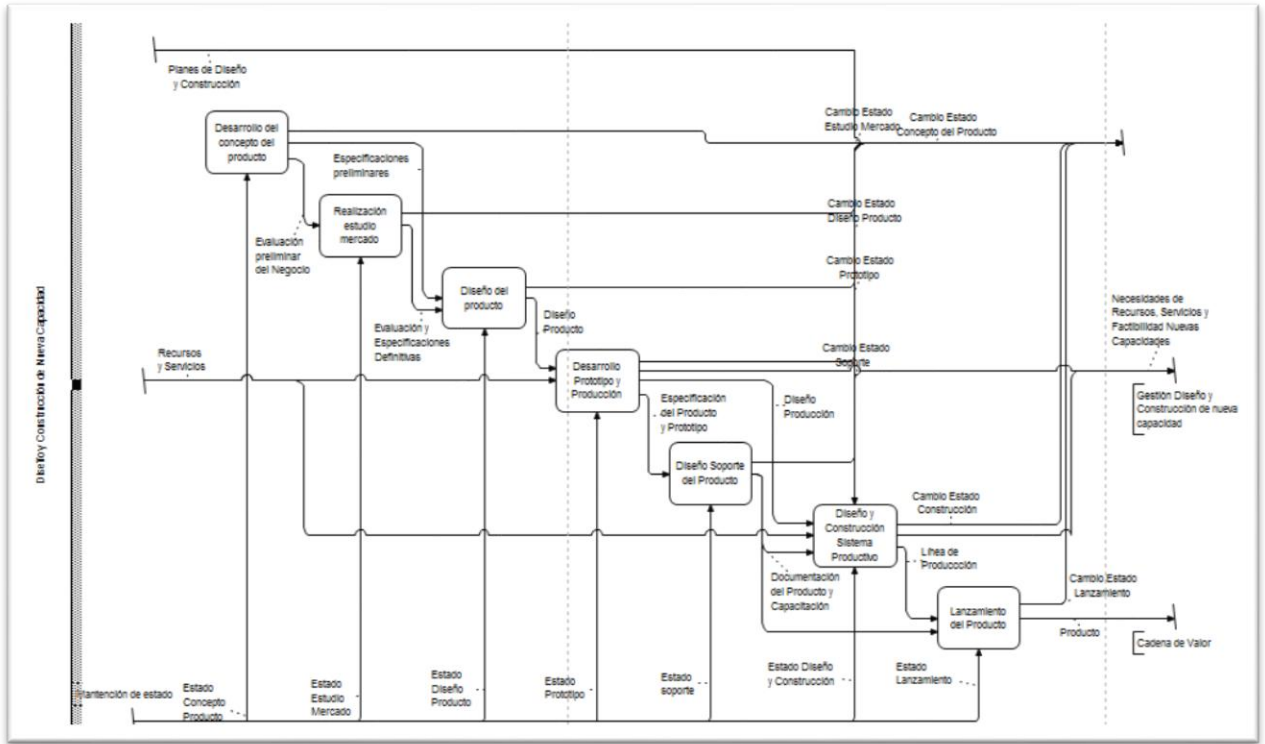 Planes de Diseño
y Construcción
Desarrollo del
concepto del
producto
Cambio Estado
Estudio Mercado
Cambio Estado
Concepto del Producto
Especificaciones
preliminares
Realización
estudio
mercado
Cambio Estado
Diseño Producto
Evaluación
preliminar
del Negocio
Cambio Estado
Prototipo
Diseño del
producto
Diseño y Construcción de Nueva Capacidad
Necesidades de
Recursos, Servicios y
Factibilidad Nuevas
Capacidades
Evaluación y
Especificaciones
Definitivas
Diseño
Producto
Recursos
y Servicios
Cambio Estado
Soporte
Desarrollo
Prototipo y
Producción
Gestión Diseño y
Construcción de nueva
capacidad
Especificación
del Producto
y Prototipo
Diseño
Producción
Diseño Soporte
del Producto
Cambio Estado
Construcción
Diseño y
Construcción
Sistema
Productivo
Línea de
Produccción
Documentación
del Producto y
Capacitación
Cambio Estado
Lanzamiento
Lanzamiento
del Producto
Producto
Cadena de Valor
Mantención de estado
Estado
Concepto
Producto
Estado
Estudio
Mercado
Estado
Diseño
Producto
Estado
Prototipo
Estado
soporte
Estado Diseño
y Construcción
Estado
Lanzamiento